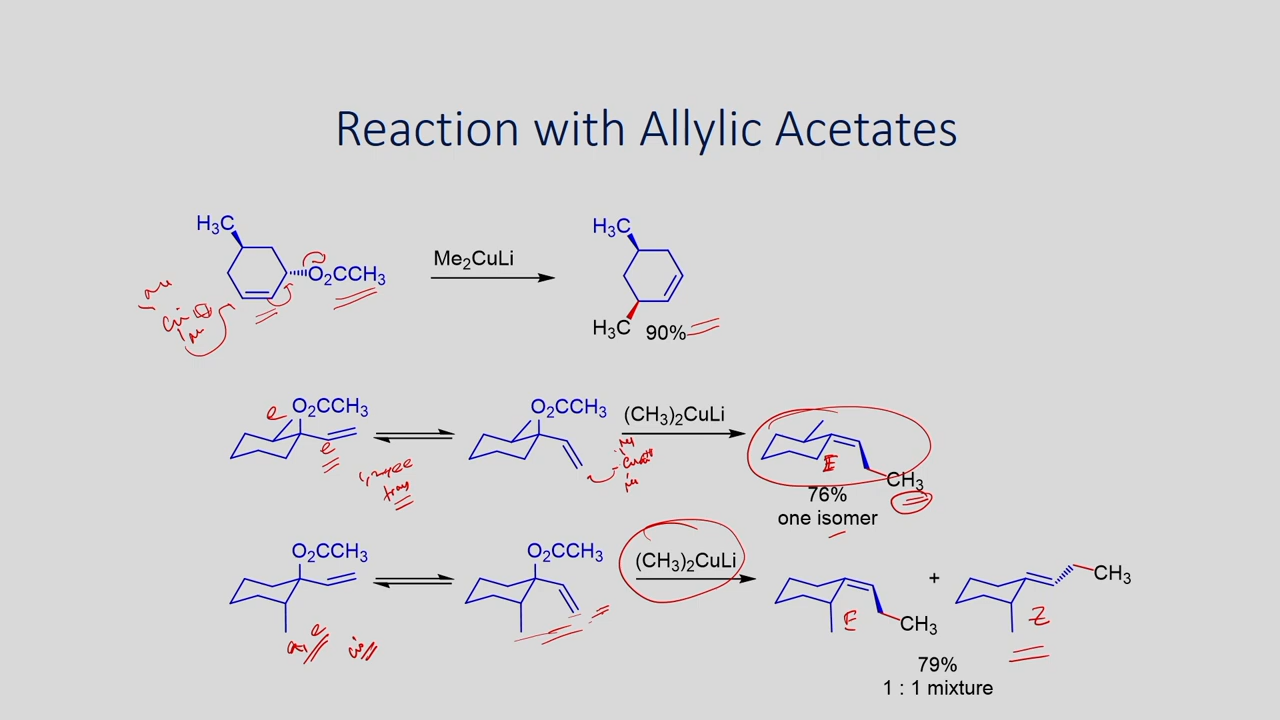 Reaction with Allylic Acetates
H₃C
O₂CCH₃
Me₂CuLi
H₃C
H₃C 90%
O₂CCH₃
O₂CCH₃
(CH₃)₂CuLi
e
e
E
CH₃
76%
one isomer
O₂CCH₃
O₂CCH₃
(CH₃)₂CuLi
+
CH₃
E
CH₃
Z
e
cis
79%
1 : 1 mixture